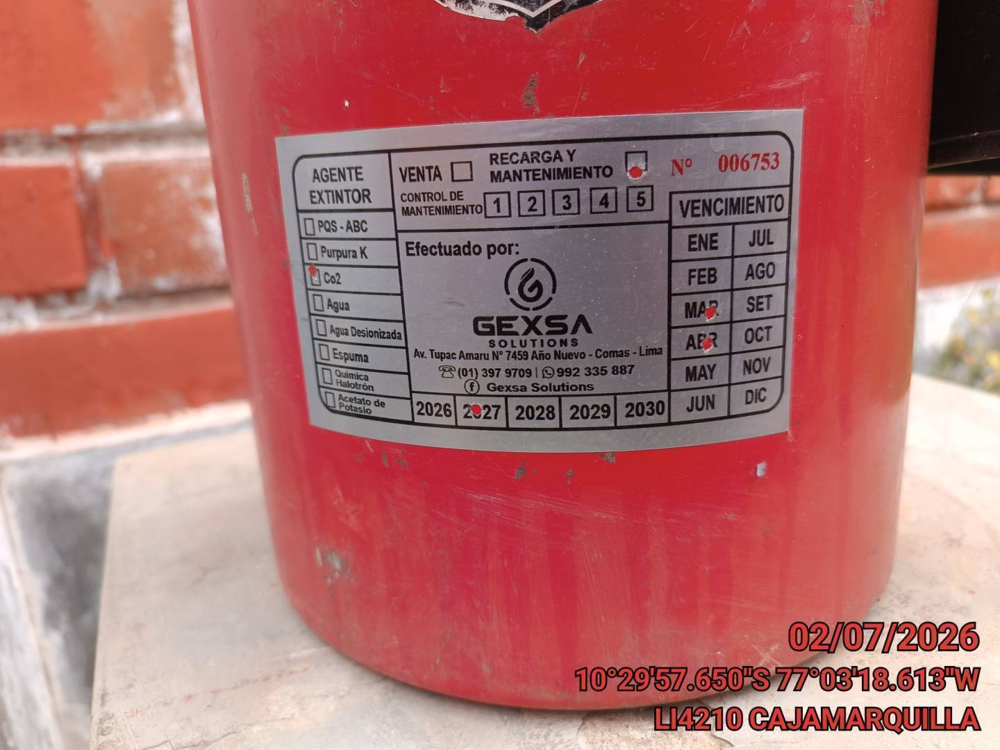 AGENTE EXTINTOR
PQS - ABC
Purpura K
Co2
Agua
Agua Desionizada
Espuma
Química Halotrón
Acetato de Potasio
VENTA
RECARGA Y MANTENIMIENTO
Nº 006753
CONTROL DE MANTENIMIENTO 1 2 3 4 5
Efectuado por:
GEXSA
SOLUTIONS
Av. Tupac Amaru N° 7459 Año Nuevo - Comas - Lima
(01) 397 9709 | 992 335 887
Gexsa Solutions
2026 2027 2028 2029 2030
VENCIMIENTO
ENE JUL
FEB AGO
MAR SET
ABR OCT
MAY NOV
JUN DIC
02/07/2026
10°29'57.650"S 77°03'18.613"W
LI4210 CAJAMARQUILLA